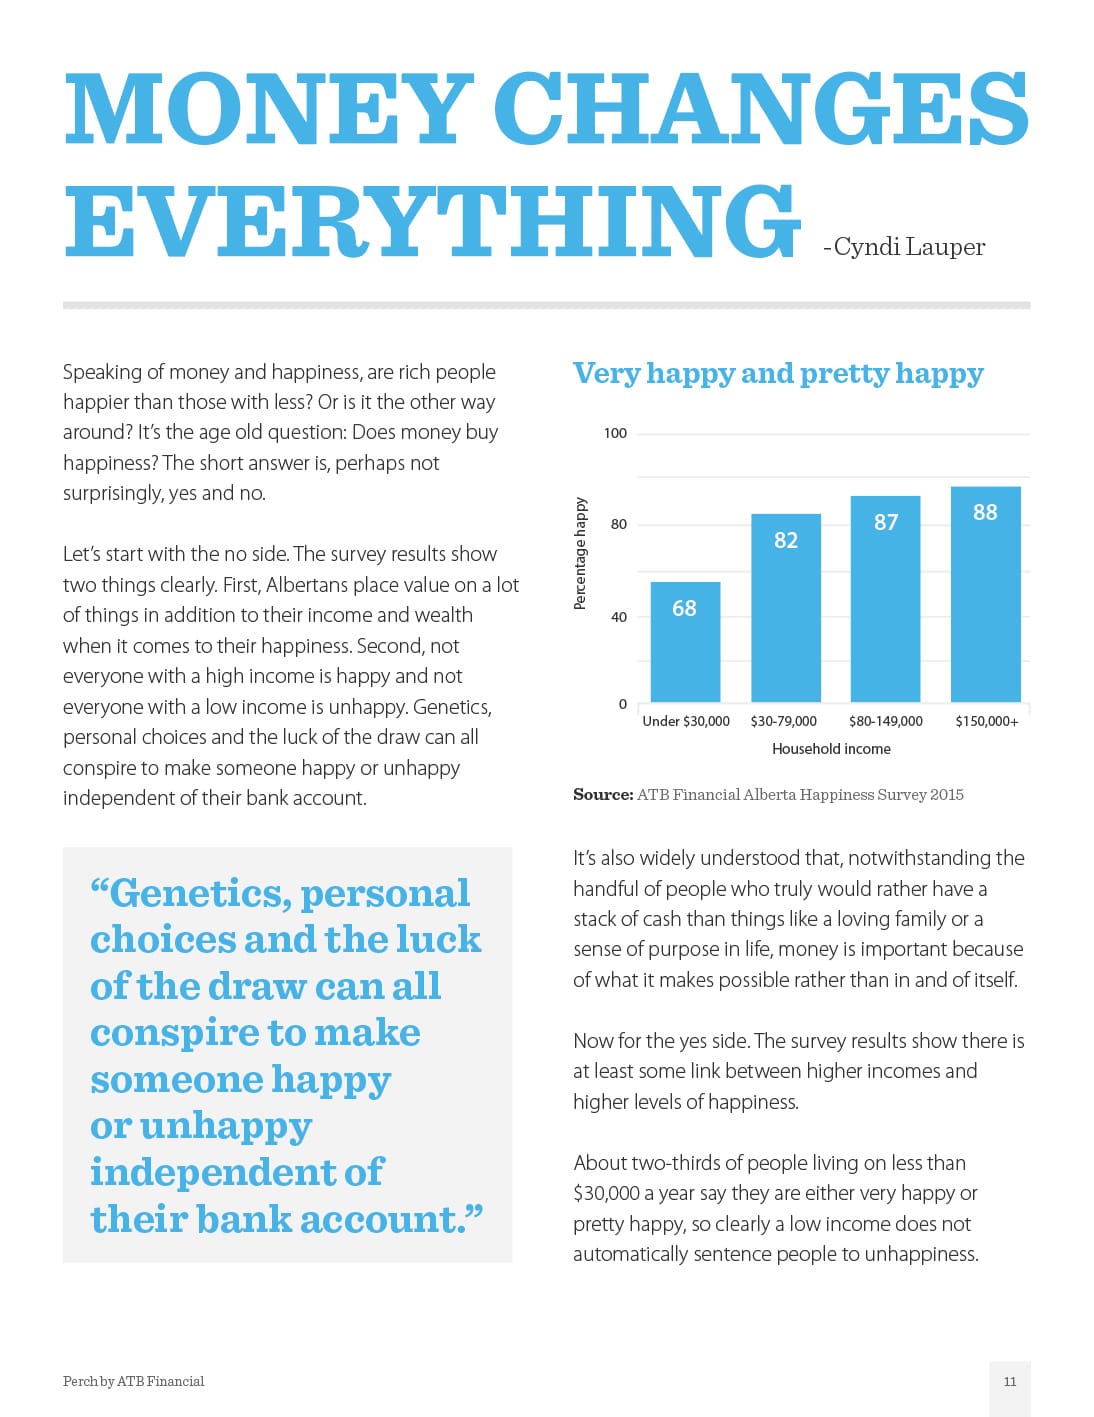 MONEY CHANGES
EVERYTHING -Cyndi Lauper
Speaking of money and happiness, are rich people
happier than those with less? Or is it the other way
around? It’s the age old question: Does money buy
happiness? The short answer is, perhaps not
surprisingly, yes and no.
Let’s start with the no side. The survey results show
two things clearly. First, Albertans place value on a lot
of things in addition to their income and wealth
when it comes to their happiness. Second, not
everyone with a high income is happy and not
everyone with a low income is unhappy. Genetics,
personal choices and the luck of the draw can all
conspire to make someone happy or unhappy
independent of their bank account.
“Genetics, personal
choices and the luck
of the draw can all
conspire to make
someone happy
or unhappy
independent of
their bank account.”
Very happy and pretty happy
Percentage happy
100
80
40
0
68
82
87
88
Under $30,000
$30-79,000
$80-149,000
$150,000+
Household income
Source: ATB Financial Alberta Happiness Survey 2015
It’s also widely understood that, notwithstanding the
handful of people who truly would rather have a
stack of cash than things like a loving family or a
sense of purpose in life, money is important because
of what it makes possible rather than in and of itself.
Now for the yes side. The survey results show there is
at least some link between higher incomes and
higher levels of happiness.
About two-thirds of people living on less than
$30,000 a year say they are either very happy or
pretty happy, so clearly a low income does not
automatically sentence people to unhappiness.
Perch by ATB Financial
11